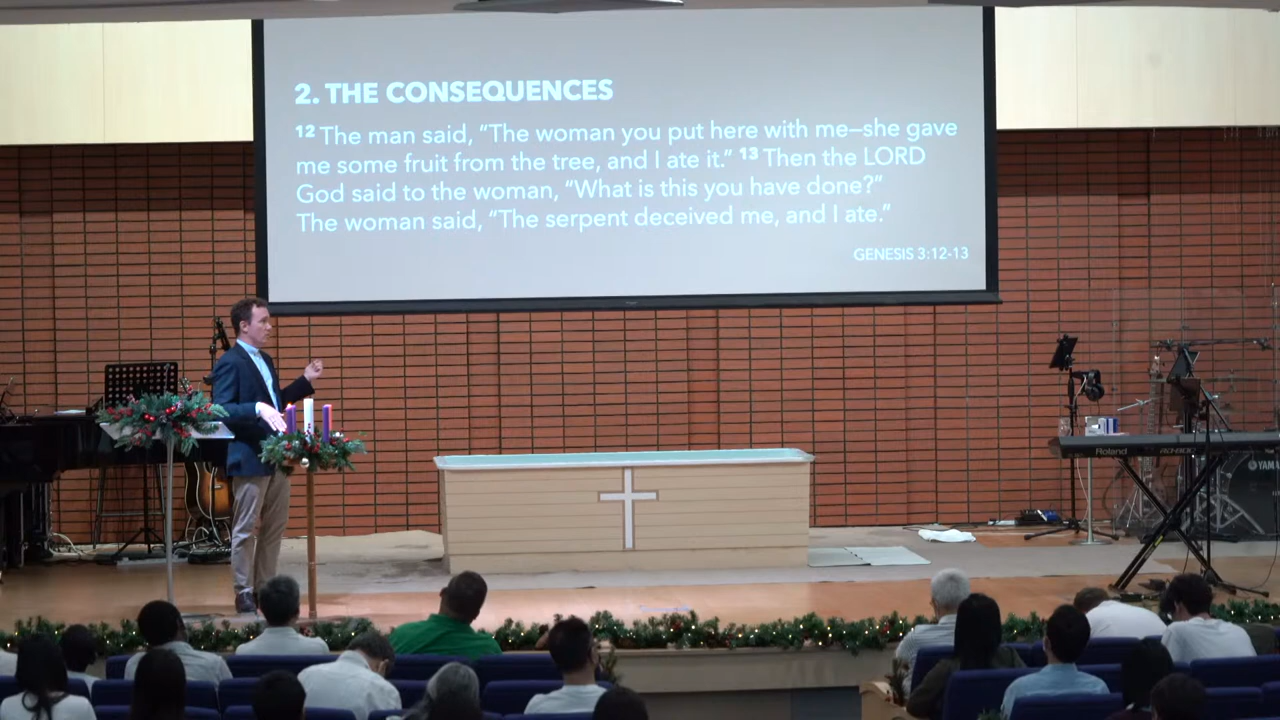 2. THE CONSEQUENCES
12 The man said, “The woman you put here with me—she gave
me some fruit from the tree, and I ate it.” 13 Then the LORD
God said to the woman, “What is this you have done?”
The woman said, “The serpent deceived me, and I ate.”
GENESIS 3:12-13
Roland
YAMA